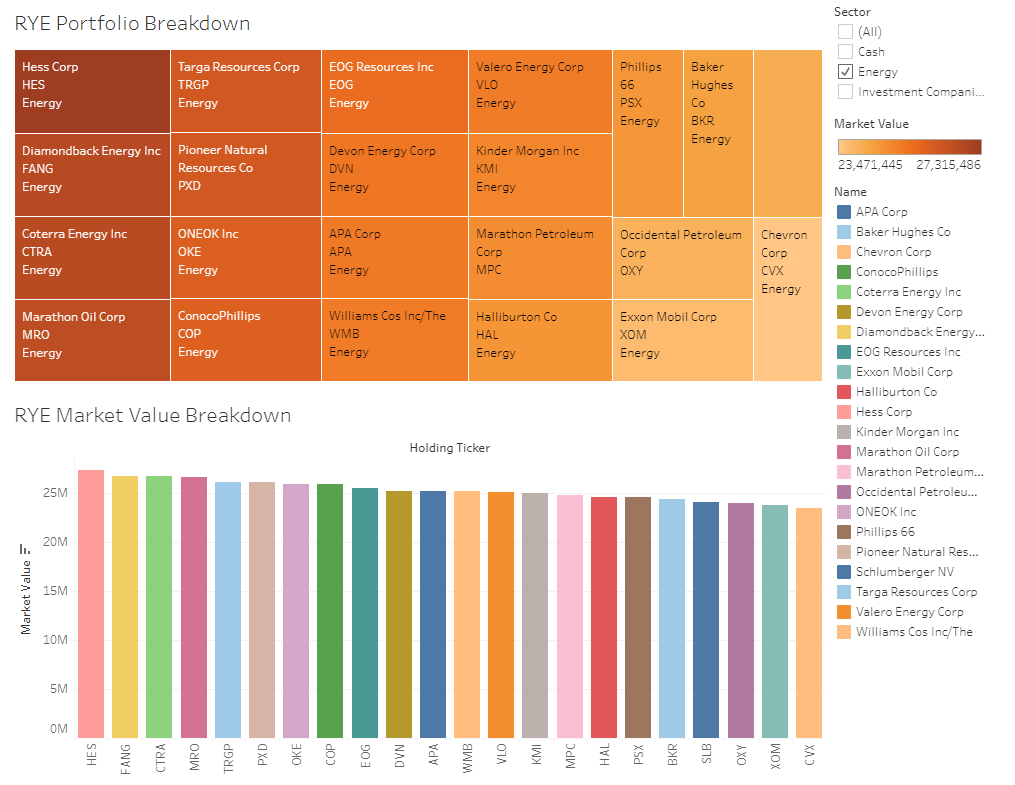 RYE Portfolio Breakdown
Hess Corp
HES
Energy
Targa Resources Corp
TRGP
Energy
EOG Resources Inc
EOG
Energy
Valero Energy Corp
VLO
Energy
Phillips
66
PSX
Energy
Baker
Hughes
Co
BKR
Energy
Diamondback Energy Inc
FANG
Energy
Pioneer Natural
Resources Co
PXD
Devon Energy Corp
DVN
Energy
Kinder Morgan Inc
KMI
Energy
Coterra Energy Inc
CTRA
Energy
ONEOK Inc
OKE
Energy
APA Corp
APA
Energy
Marathon Petroleum
Corp
MPC
Occidental Petroleum
Corp
OXY
Chevron
Corp
CVX
Energy
Marathon Oil Corp
MRO
Energy
ConocoPhillips
COP
Energy
Williams Cos Inc/The
WMB
Energy
Halliburton Co
HAL
Energy
Exxon Mobil Corp
XOM
Energy
Sector
(All)
Cash
Energy
Investment Compani...
Market Value
23,471,445 27,315,486
Name
APA Corp
Baker Hughes Co
Chevron Corp
ConocoPhillips
Coterra Energy Inc
Devon Energy Corp
Diamondback Energy...
EOG Resources Inc
Exxon Mobil Corp
Halliburton Co
Hess Corp
Kinder Morgan Inc
Marathon Oil Corp
Marathon Petroleum...
Occidental Petroleu...
ONEOK Inc
Phillips 66
Pioneer Natural Res...
Schlumberger NV
Targa Resources Corp
Valero Energy Corp
Williams Cos Inc/The
RYE Market Value Breakdown
Holding Ticker
Market Value
25M
20M
15M
10M
5M
0M
HES
FANG
CTRA
MRO
TRGP
PXD
OKE
COP
EOG
DVN
APA
WMB
VLO
KMI
MPC
HAL
PSX
BKR
SLB
OXY
XOM
CVX